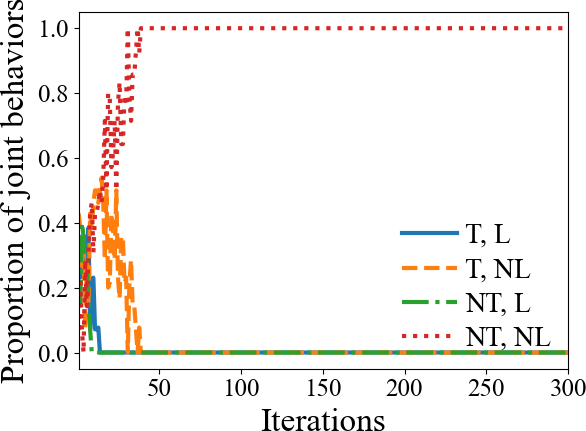 Proportion of joint behaviors
1.0
0.8
0.6
0.4
0.2
0.0
T, L
T, NL
NT, L
NT, NL
50 100 150 200 250 300
Iterations